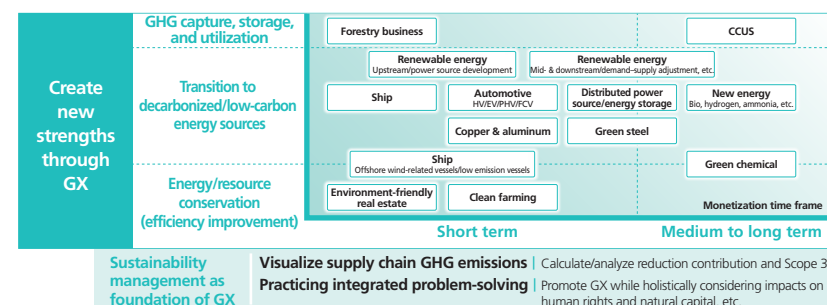 Create
new
strengths
through
GX
GHG capture, storage,
and utilization
Forestry business
CCUS
Transition to
decarbonized/low-carbon
energy sources
Renewable energy
Upstream/power source development
Renewable energy
Mid- & downstream/demand–supply adjustment, etc.
Ship
Automotive
HV/EV/PHV/FCV
Distributed power
source/energy storage
New energy
Bio, hydrogen, ammonia, etc.
Copper & aluminum
Green steel
Ship
Offshore wind-related vessels/low emission vessels
Green chemical
Energy/resource
conservation
(efficiency improvement)
Environment-friendly
real estate
Clean farming
Monetization time frame
Short term
Medium to long term
Sustainability
management as
foundation of GX
Visualize supply chain GHG emissions | Calculate/analyze reduction contribution and Scope 3
Practicing integrated problem-solving | Promote GX while holistically considering impacts on
human rights and natural capital, etc.